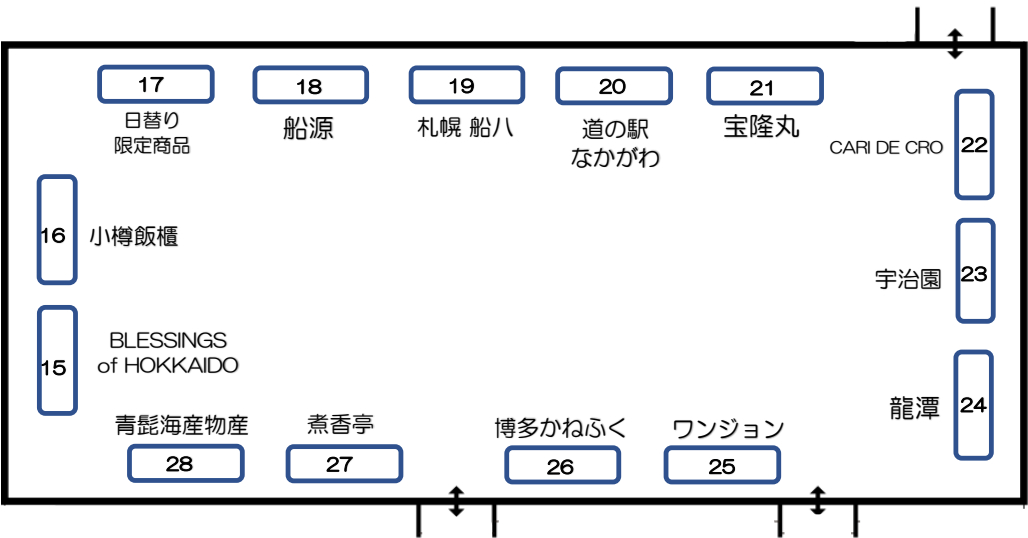 17
日替り
限定商品
18
船源
19
札幌 船八
20
道の駅
なかがわ
21
宝隆丸
22
CARI DE CRO
16
小樽飯櫃
23
宇治園
15
BLESSINGS
of HOKKAIDO
24
龍潭
青髭海産物産
28
煮香亭
27
博多かねふく
26
ワンジョン
25